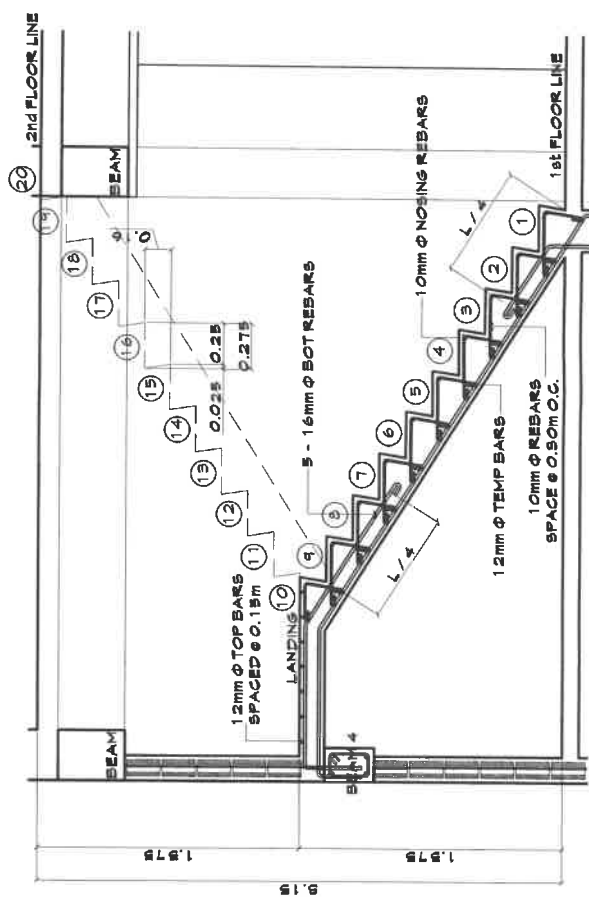 2nd FLOOR LINE
20
BEAM
19
18
17
16
15
14
13
12
11
10
0.25
0.025
0.275
10mm Φ NOSING REBARS
1st FLOOR LINE
L/4
1
2
3
4
5
6
7
8
9
5 - 16mm Φ BOT REBARS
12mm Φ TOP BARS
SPACED @ 0.15m
LANDING
L/4
12mm Φ TEMP BARS
10mm Φ REBARS
SPACE @ 0.30m O.C.
BEAM
BEAM 4
1.575
1.575
3.15